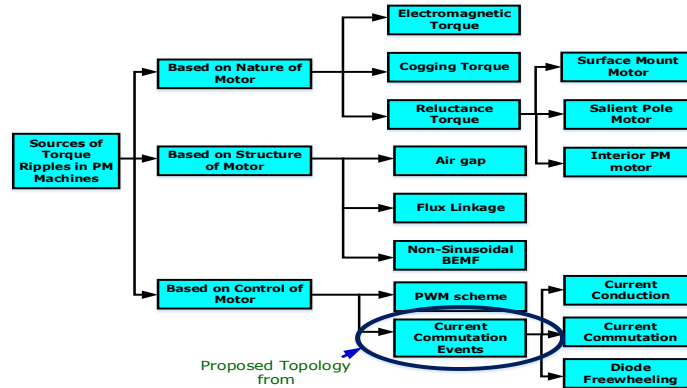 Sources of
Torque
Ripples in PM
Machines
Based on Nature of
Motor
Electromagnetic
Torque
Cogging Torque
Reluctance
Torque
Surface Mount
Motor
Salient Pole
Motor
Interior PM
motor
Based on Structure
of Motor
Air gap
Flux Linkage
Non-Sinusoidal
BEMF
Based on Control of
Motor
PWM scheme
Current
Commutation
Events
Current
Conduction
Current
Commutation
Diode
Freewheeling
Proposed Topology
from